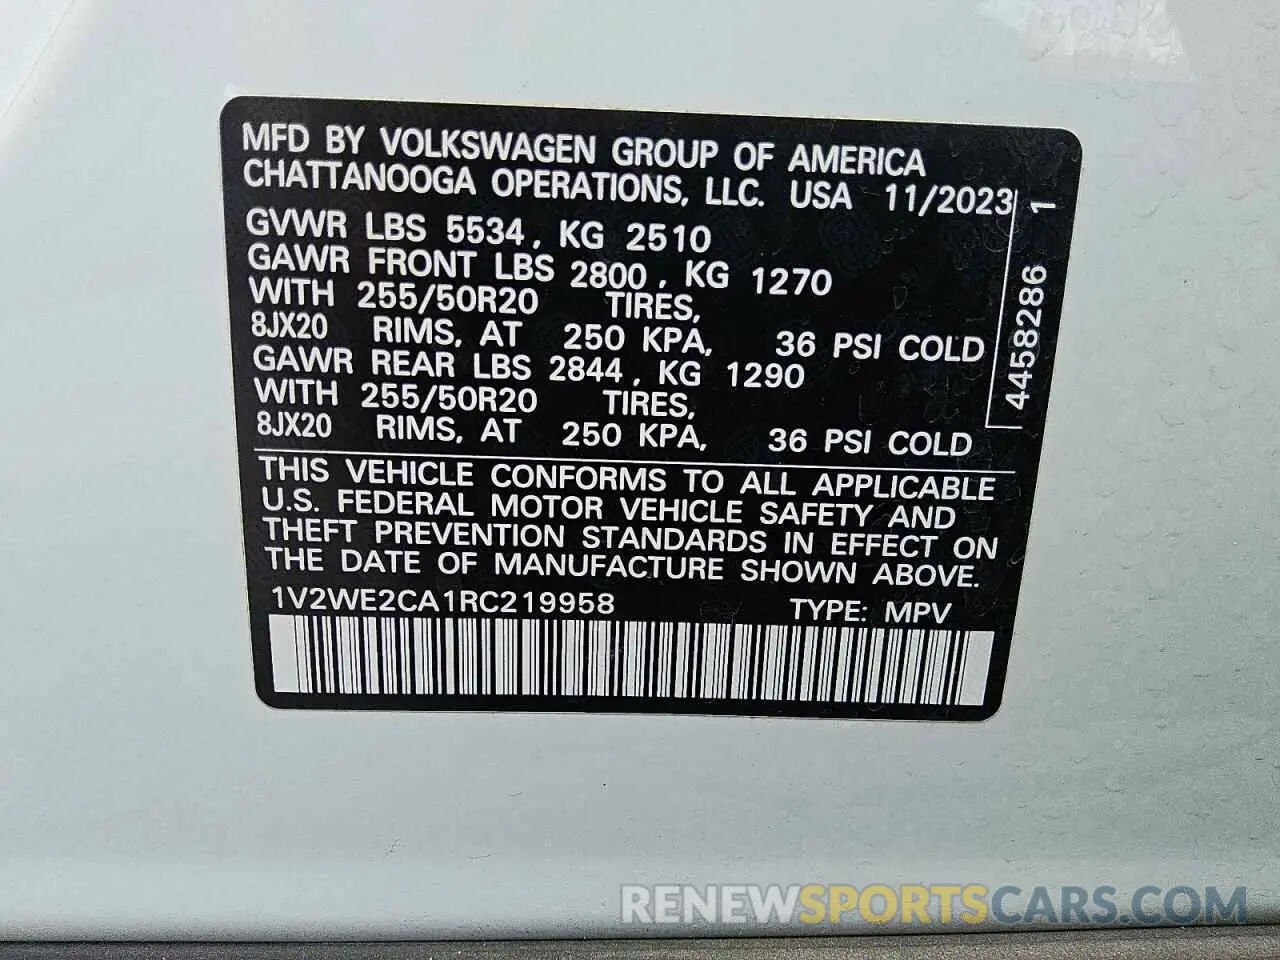 MFD BY VOLKSWAGEN GROUP OF AMERICA
CHATTANOOGA OPERATIONS, LLC. USA 11/2023
GVWR LBS 5534, KG 2510
GAWR FRONT LBS 2800, KG 1270
WITH 255/50R20 TIRES,
8JX20 RIMS, AT 250 KPA, 36 PSI COLD
GAWR REAR LBS 2844, KG 1290
WITH 255/50R20 TIRES,
8JX20 RIMS, AT 250 KPA, 36 PSI COLD
4458286 1
THIS VEHICLE CONFORMS TO ALL APPLICABLE
U.S. FEDERAL MOTOR VEHICLE SAFETY AND
THEFT PREVENTION STANDARDS IN EFFECT ON
THE DATE OF MANUFACTURE SHOWN ABOVE.
1V2WE2CA1RC219958 TYPE: MPV
RENEWSPORTSCARS.COM